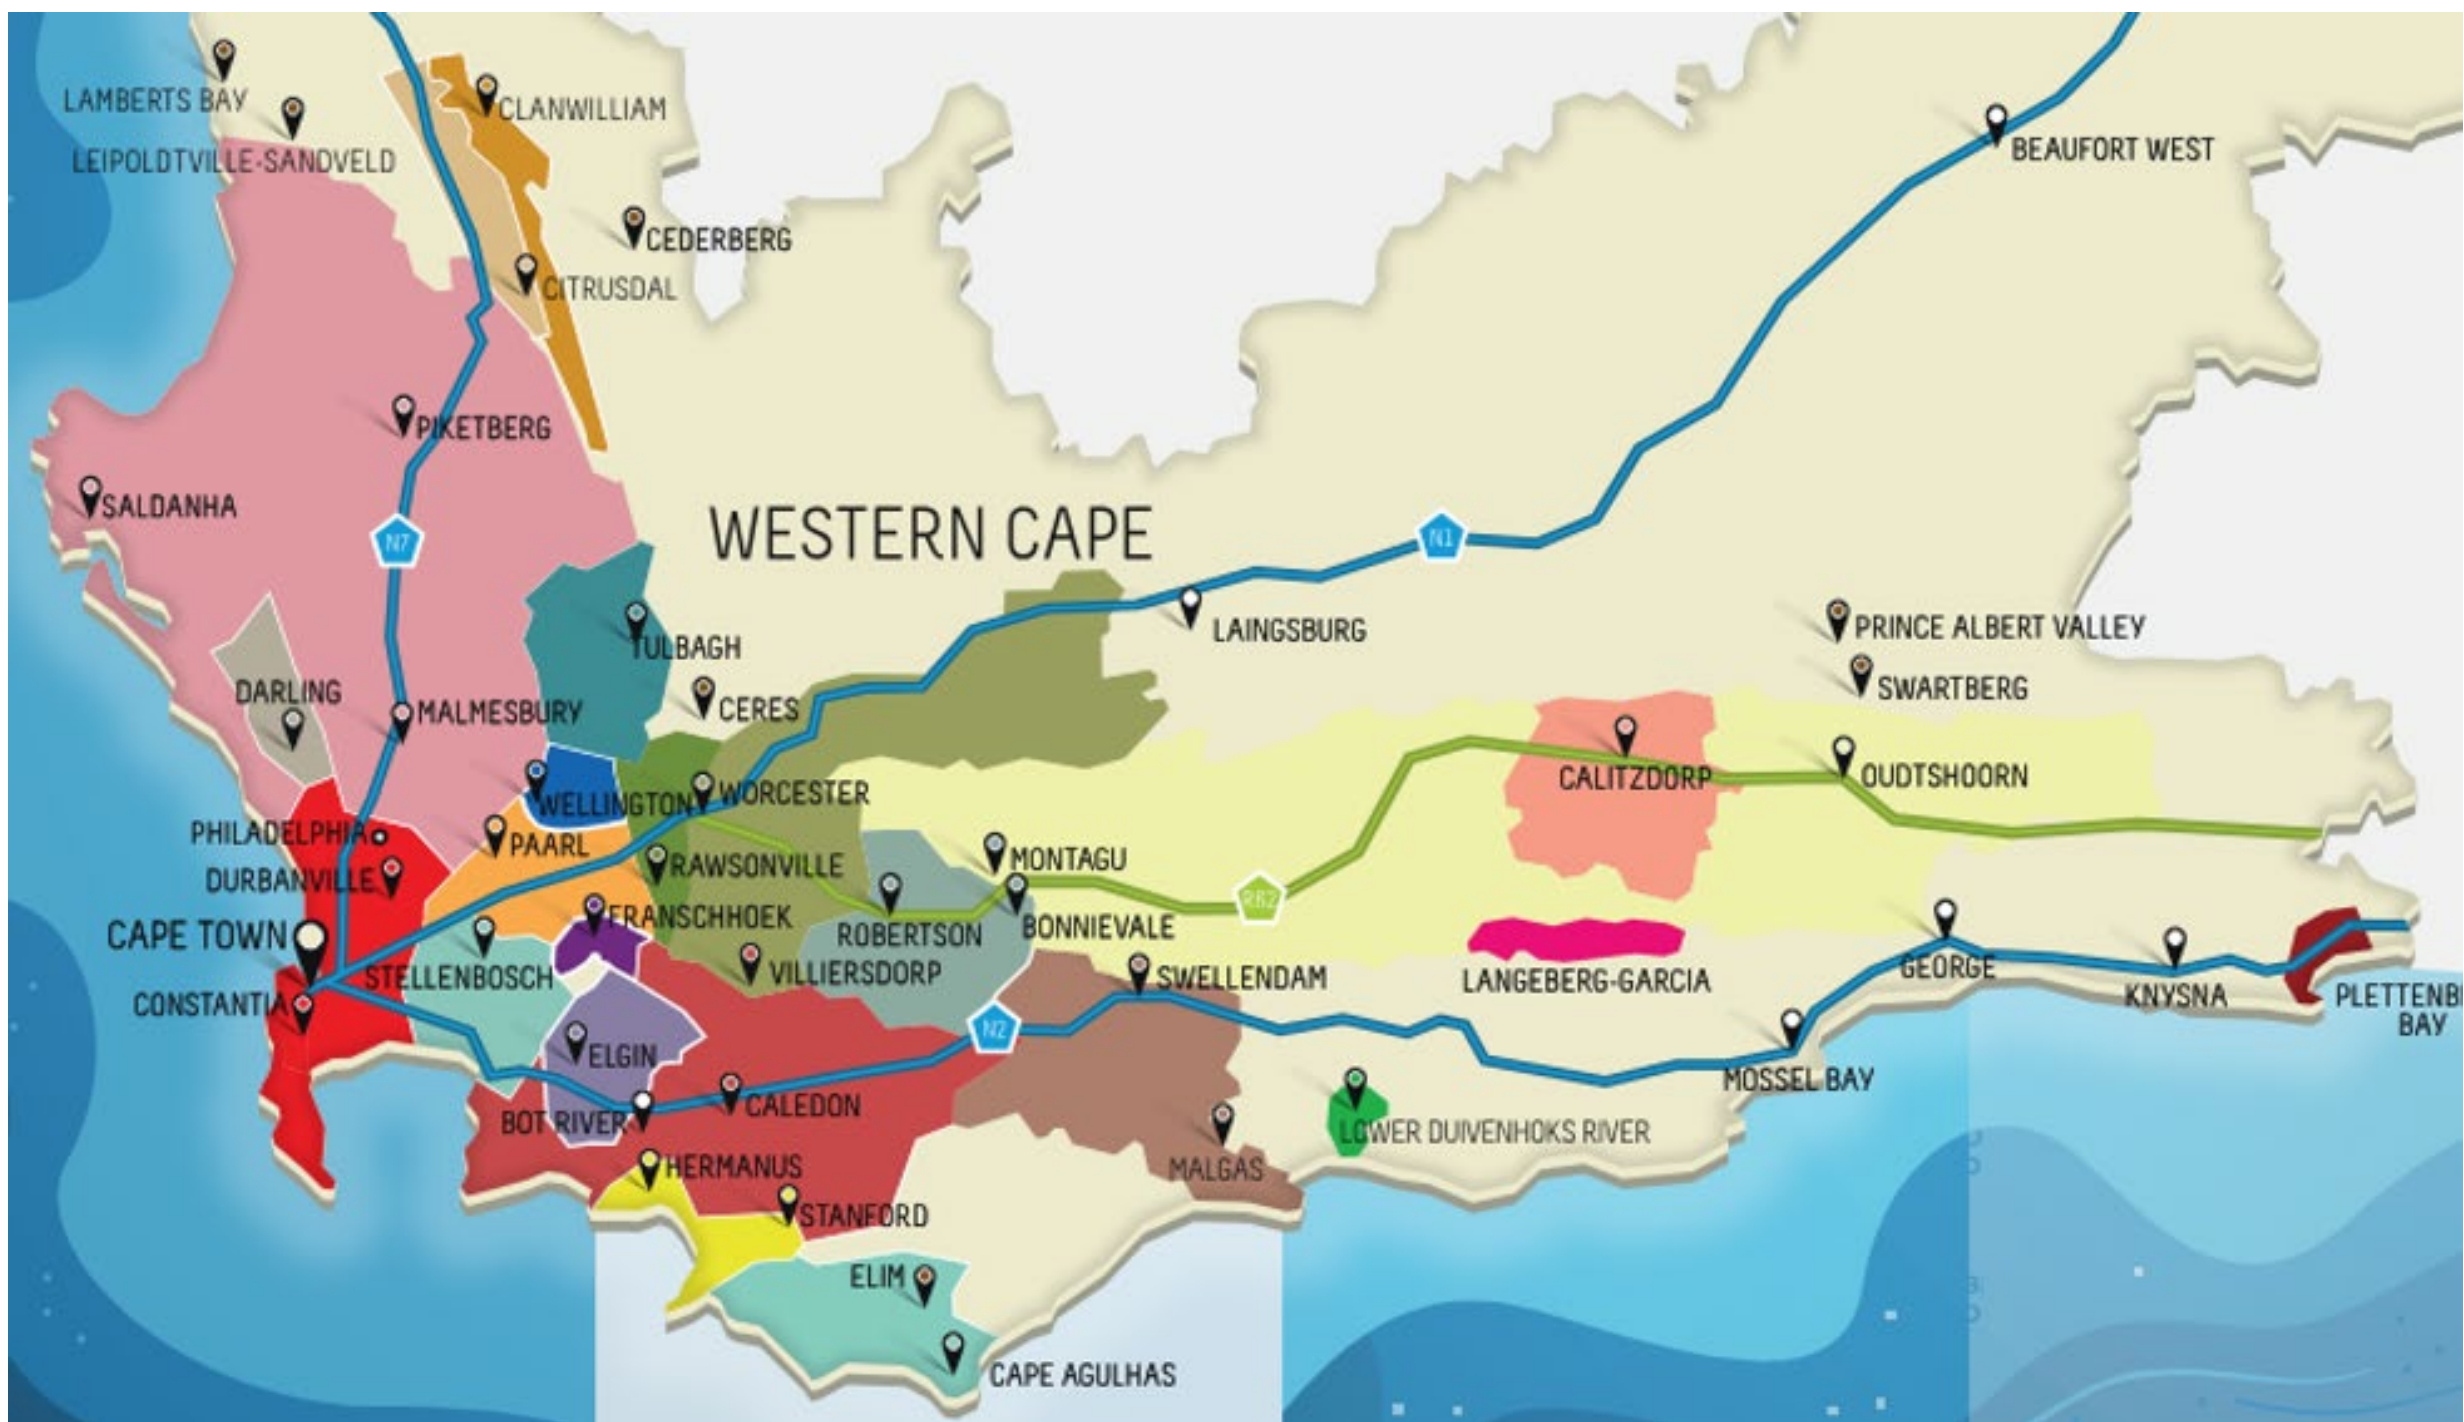 LAMBERTS BAY
CLANWILLIAM
LEIPOLDTVILLE-SANDVELD
BEAUFORT WEST
CEDERBERG
CITRUSDAL
PIKETBERG
SALDANHA
WESTERN CAPE
N7
N1
LAINGSBURG
PRINCE ALBERT VALLEY
TULBAGH
SWARTBERG
DARLING
MALMESBURY
CERES
CALITZDORP
OUDTSHOORN
WELLINGTON
WORCESTER
PHILADELPHIA
PAARL
RAWSONVILLE
MONTAGU
DURBANVILLE
R62
FRANSCHHOEK
BONNIEVALE
CAPE TOWN
ROBERTSON
STELLENBOSCH
VILLIERSDORP
SWELLENDAM
LANGEBERG-GARCIA
GEORGE
KNYSNA
PLETTENB
BAY
CONSTANTIA
N2
ELGIN
MOSSEL BAY
CALEDON
BOT RIVER
LOWER DUIVENHOKS RIVER
HERMANUS
MALGAS
STANFORD
ELIM
CAPE AGULHAS